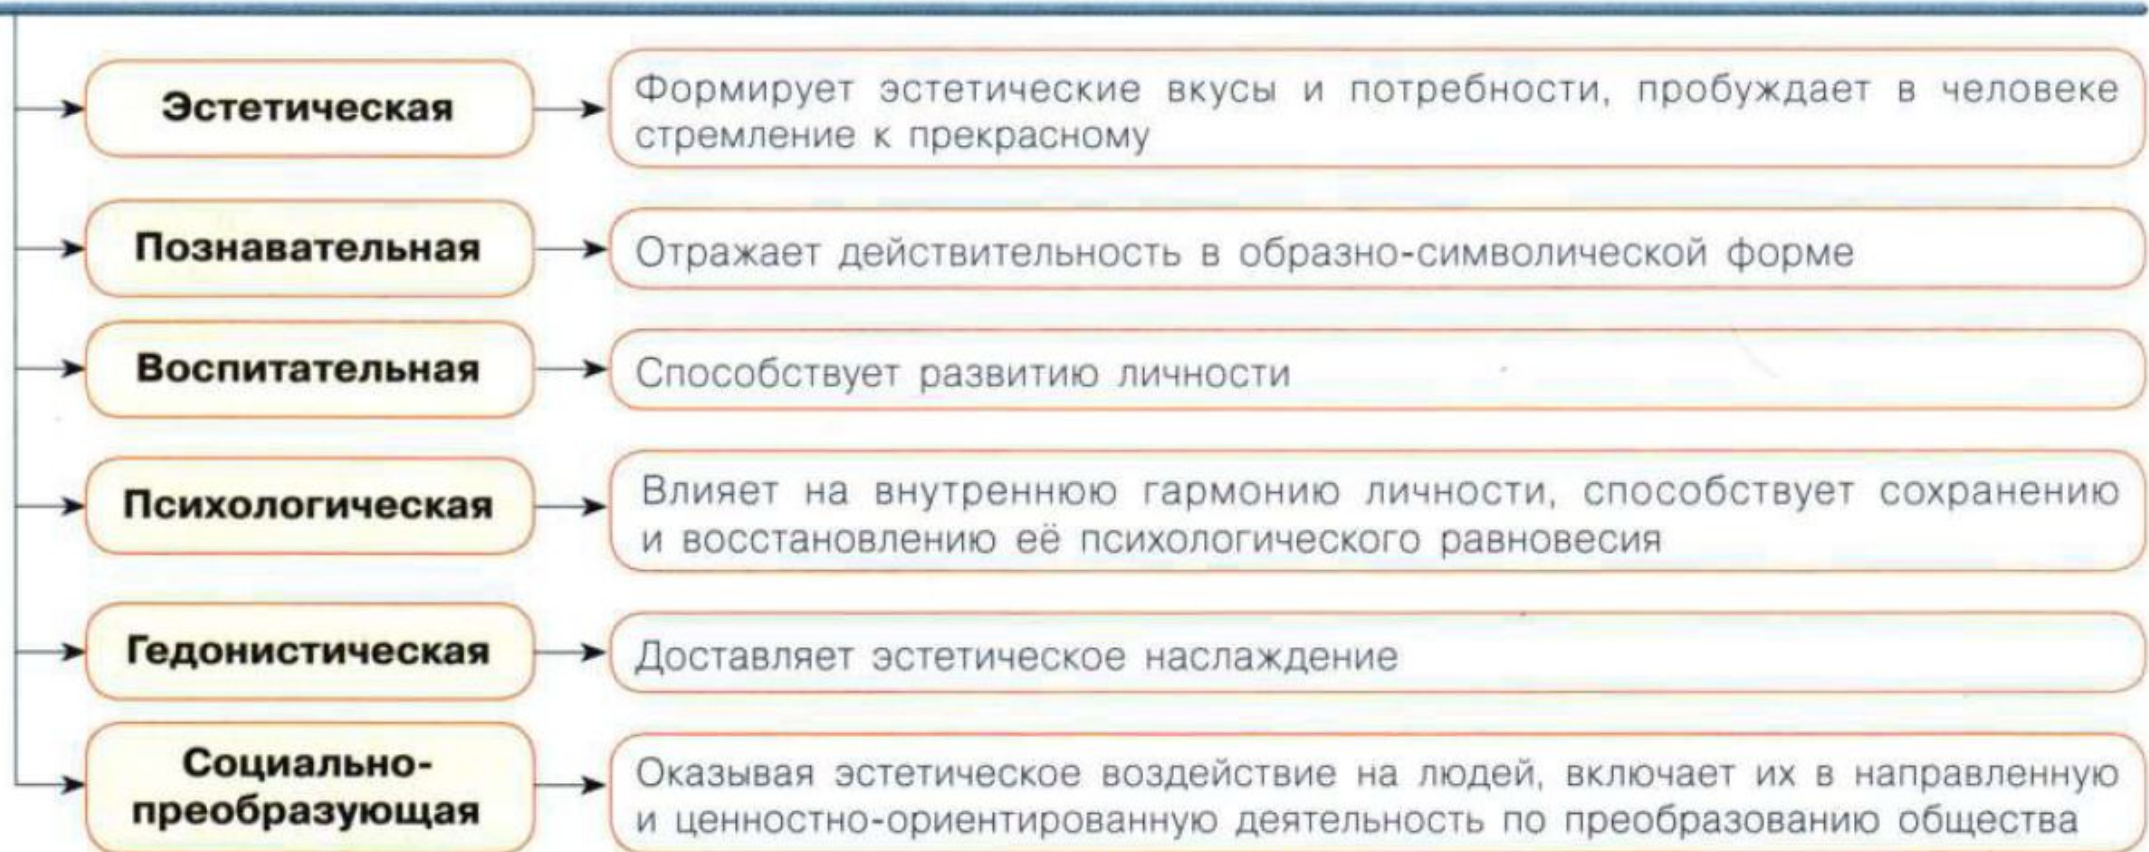 Эстетическая
Формирует эстетические вкусы и потребности, пробуждает в человеке
стремление к прекрасному
Познавательная
Отражает действительность в образно-символической форме
Воспитательная
Способствует развитию личности
Психологическая
Влияет на внутреннюю гармонию личности, способствует сохранению
и восстановлению её психологического равновесия
Гедонистическая
Доставляет эстетическое наслаждение
Социально-
преобразующая
Оказывая эстетическое воздействие на людей, включает их в направленную
и ценностно-ориентированную деятельность по преобразованию общества